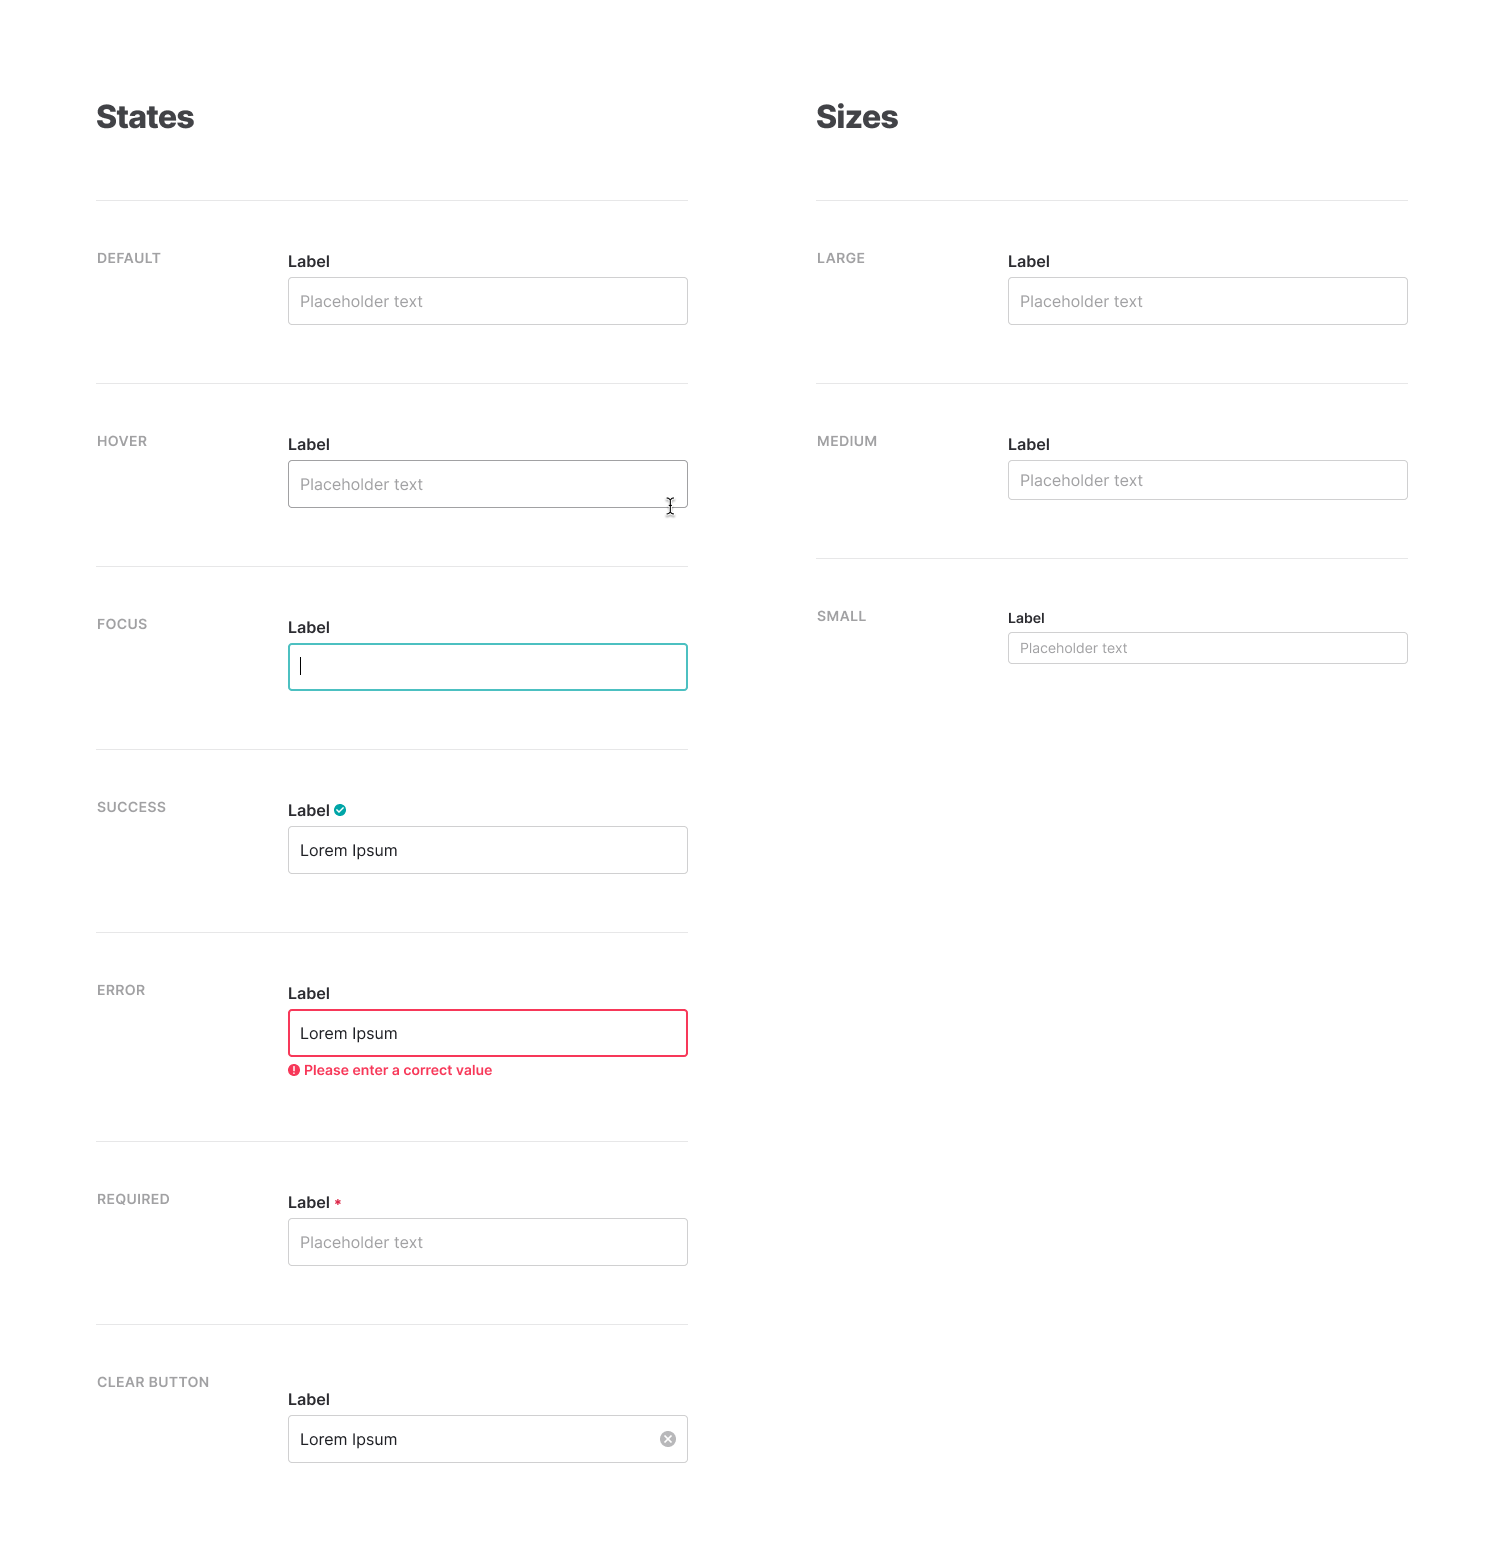 States
DEFAULT
Label
Placeholder text
HOVER
Label
Placeholder text
FOCUS
Label
SUCCESS
Label
Lorem Ipsum
ERROR
Label
Lorem Ipsum
Please enter a correct value
REQUIRED
Label *
Placeholder text
CLEAR BUTTON
Label
Lorem Ipsum
Sizes
LARGE
Label
Placeholder text
MEDIUM
Label
Placeholder text
SMALL
Label
Placeholder text